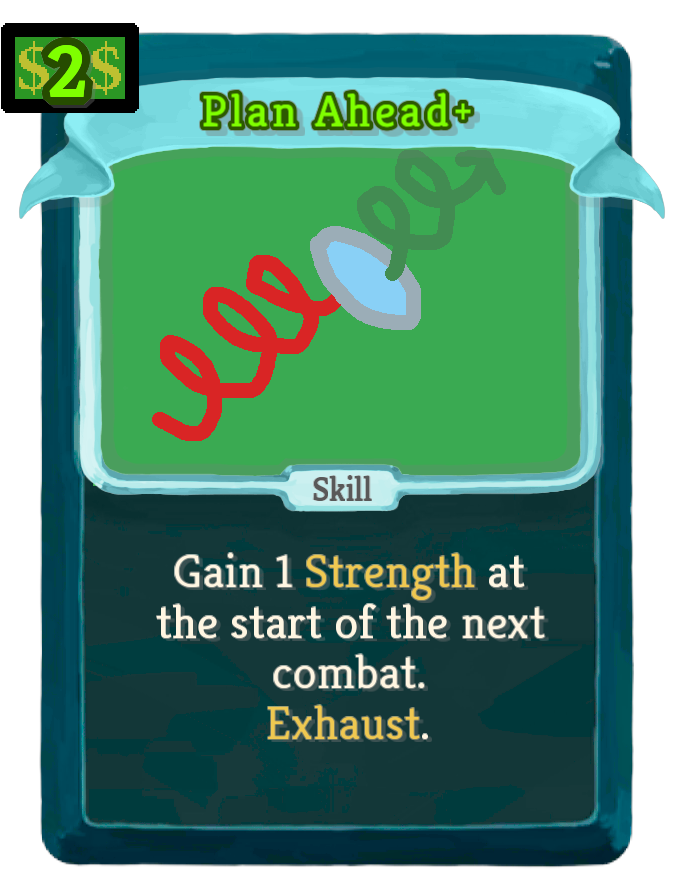 $2$
Plan Ahead+
Skill
Gain 1 Strength at
the start of the next
combat.
Exhaust.